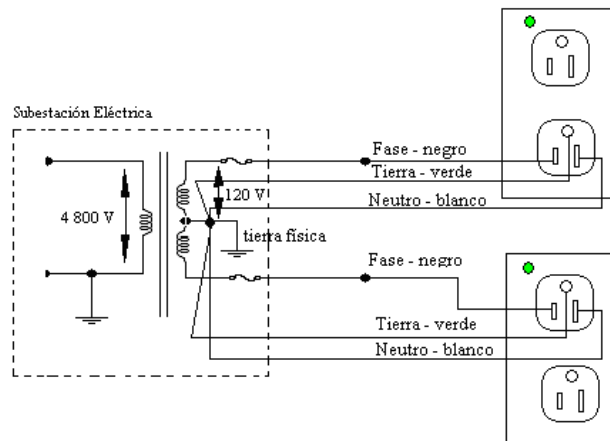 Subestación Eléctrica
Fase - negro
Tierra - verde
120 V
Neutro - blanco
4 800 V
tierra física
Fase - negro
Tierra - verde
Neutro - blanco